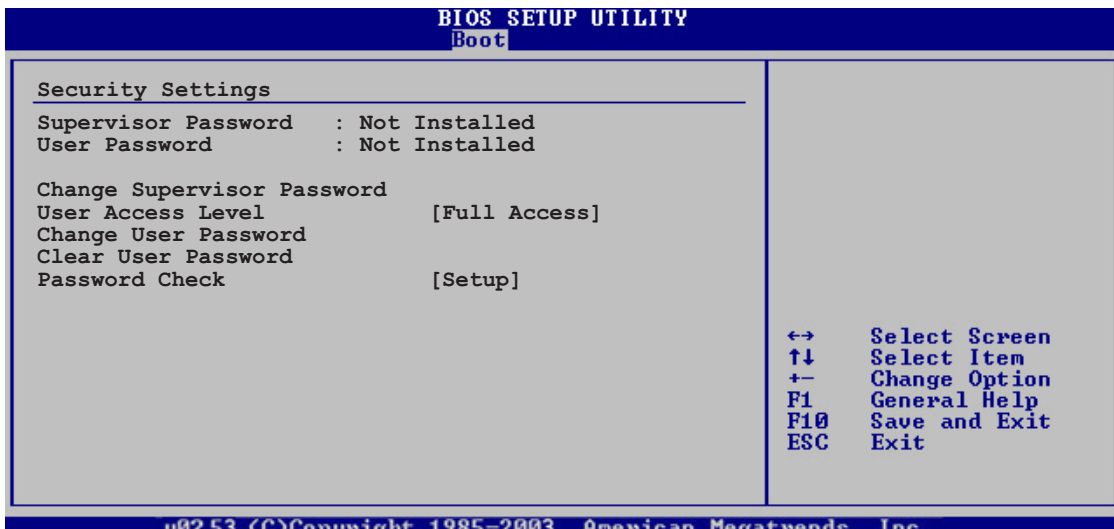 BIOS SETUP UTILITY
Boot
Security Settings
Supervisor Password : Not Installed
User Password : Not Installed
Change Supervisor Password
User Access Level [Full Access]
Change User Password
Clear User Password
Password Check [Setup]
←→ Select Screen
↑↓ Select Item
+- Change Option
F1 General Help
F10 Save and Exit
ESC Exit
v02.53 (C)Copyright 1985-2003, American Megatrends, Inc.